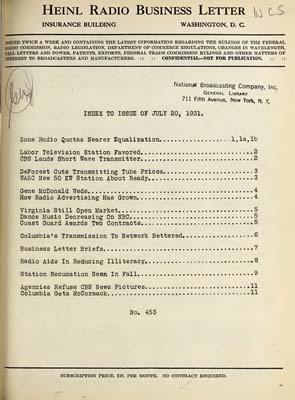 HEINL RADIO BUSINESS LETTER
INSURANCE BUILDING WASHINGTON, D. C.
ISSUED TWICE A WEEK AND CONTAINING THE LATEST INFORMATION REGARDING THE RULINGS OF THE FEDERAL
RADIO COMMISSION, RADIO LEGISLATION, DEPARTMENT OF COMMERCE REGULATIONS, CHANGES IN WAVELENGTH,
CALL LETTERS AND POWER, PATENTS, EXPORTS, FEDERAL TRADE COMMISSION RULINGS AND OTHER MATTERS OF
INTEREST TO BROADCASTERS AND MANUFACTURERS. :: :: CONFIDENTIAL—NOT FOR PUBLICATION. :: ::
National Broadcasting Company, Inc.
GENERAL LIBRARY
711 Fifth Avenue, New York, N. Y.
INDEX TO ISSUE OF JULY 20, 1931.
Zone Radio Quotas Nearer Equalization....................1,1a,1b
Labor Television Station Favored..............................2
CBS Lauds Short Wave Transmitter..............................2
DeForest Cuts Transmitting Tube Prices........................3
WABC New 50 KW Station About Ready............................3
Gene McDonald Weds............................................4
How Radio Advertising Has Grown...............................4
Virginia Still Open Market....................................5
Dance Music Decreasing On NBC.................................5
Coast Guard Awards Two Contracts..............................5
Columbia's Transmission To Network Bettered...................6
Business Letter Briefs........................................7
Radio Aids In Reducing Illiteracy.............................8
Station Recuction Seen In Fall................................9
Agencies Refuse CBS News Pictures............................11
Columbia Gets McCormack......................................11
No. 453
SUBSCRIPTION PRICE, $10. PER MONTH. NO CONTRACT REQUIRED.